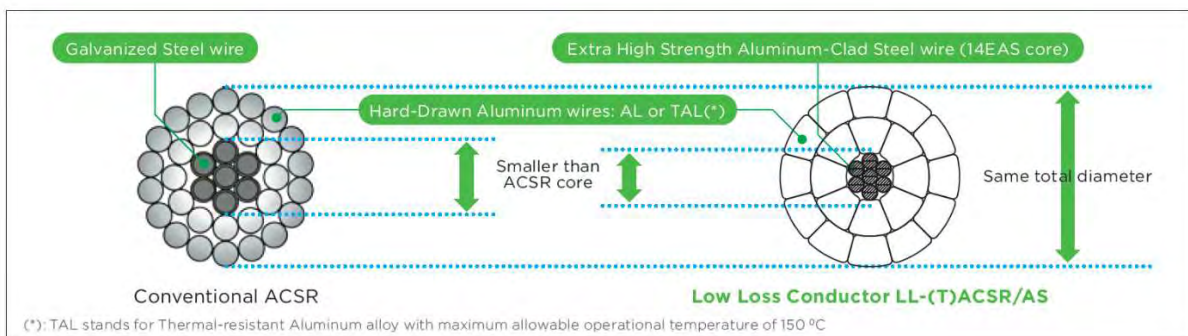 Galvanized Steel wire
Extra High Strength Aluminum-Clad Steel wire (14EAS core)
Hard-Drawn Aluminum wires: AL or TAL(*)
Smaller than
ACSR core
Same total diameter
Conventional ACSR
Low Loss Conductor LL-(T)ACSR/AS
(*): TAL stands for Thermal-resistant Aluminum alloy with maximum allowable operational temperature of 150 ⁰C